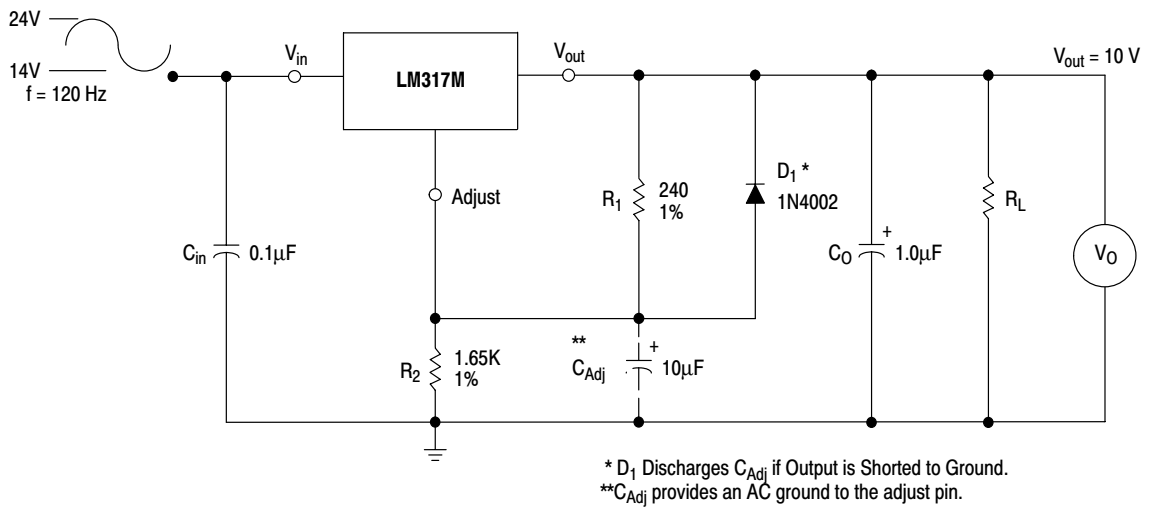 24V
14V
f = 120 Hz
Vin
LM317M
Vout
Vout = 10 V
Adjust
Cin
0.1μF
R1
240
1%
D1 *
1N4002
CO
+
1.0μF
RL
VO
R2
1.65K
1%
**
CAdj
+
10μF
* D1 Discharges CAdj if Output is Shorted to Ground.
**CAdj provides an AC ground to the adjust pin.